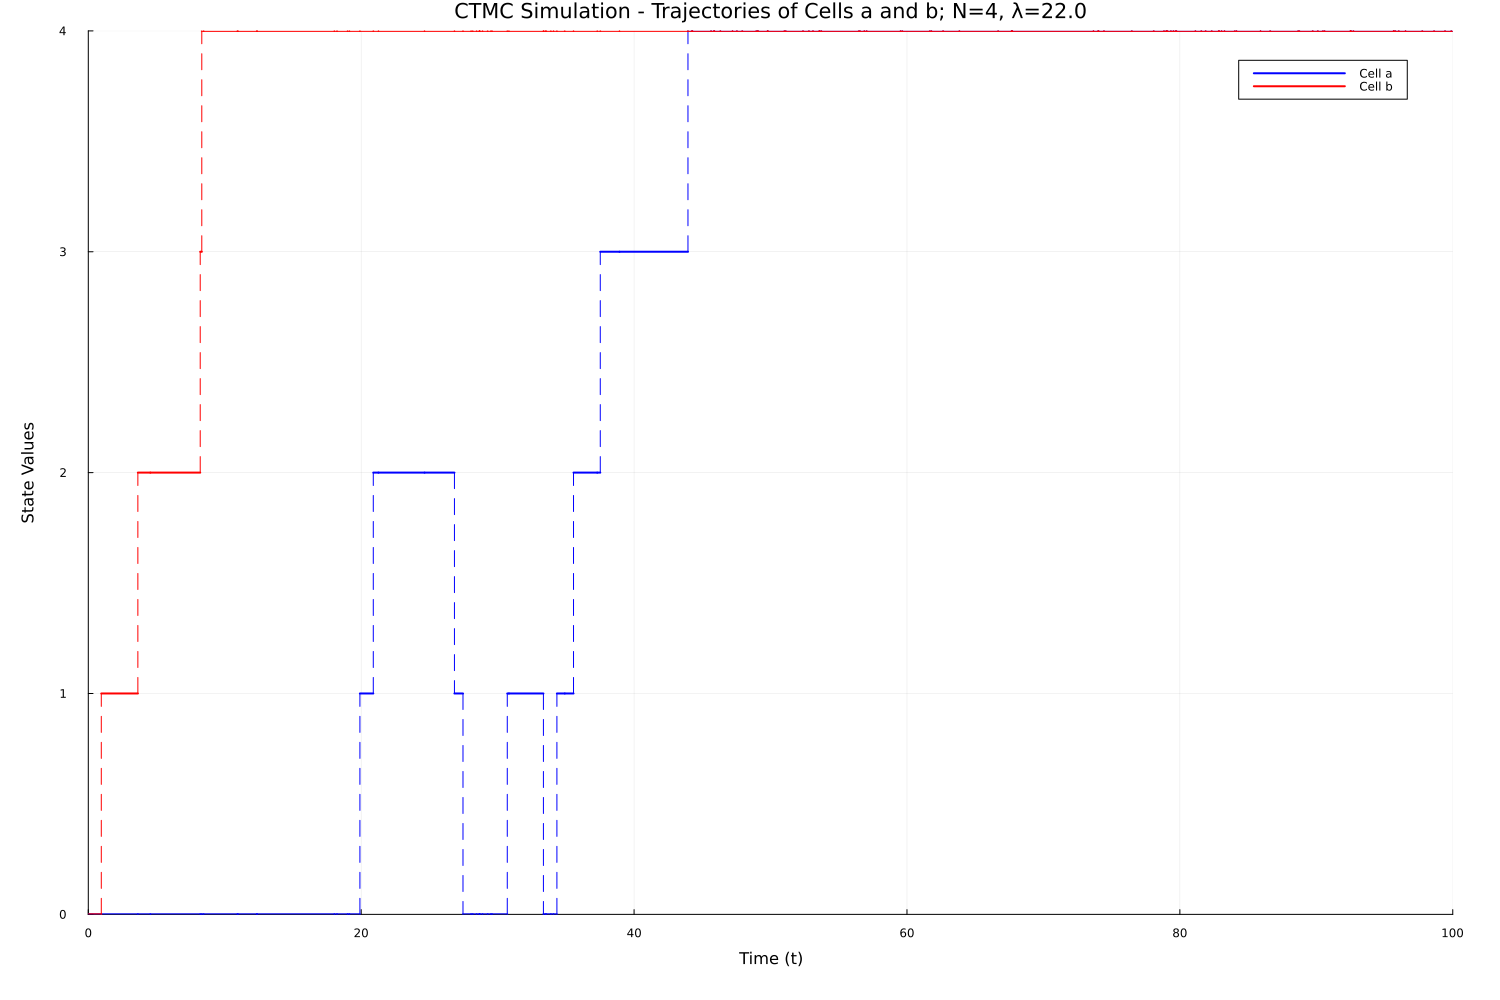 CTMC Simulation - Trajectories of Cells a and b; N=4, λ=22.0
4
Cell a
Cell b
3
State Values
2
1
0
0 20 40 60 80 100
Time (t)